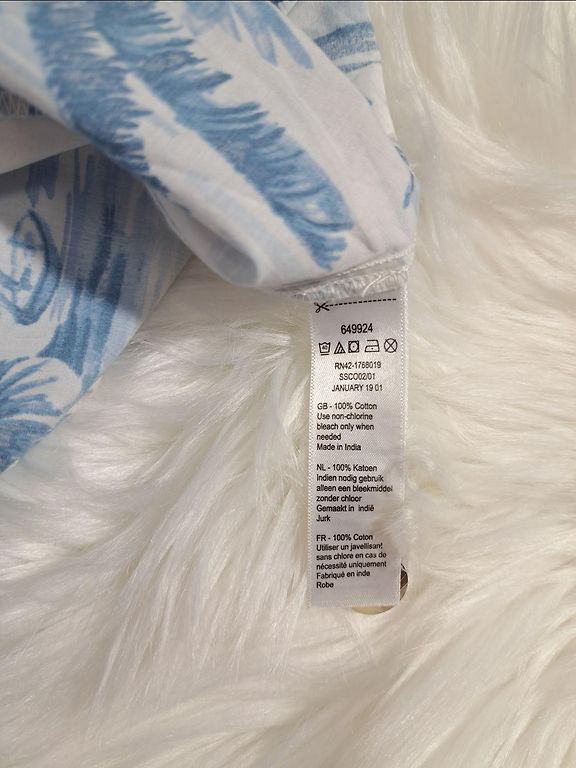 649924
RN42-1768019
SSCO02/01
JANUARY 19 01
GB - 100% Cotton
Use non-chlorine
bleach only when
needed
Made in India
NL - 100% Katoen
Indien nodig gebruik
alleen een bleekmiddel
zonder chloor
Gemaakt in indië
Jurk
FR - 100% Coton
Utiliser un javellisant
sans chlore en cas de
nécessité uniquement
Fabriqué en inde
Robe